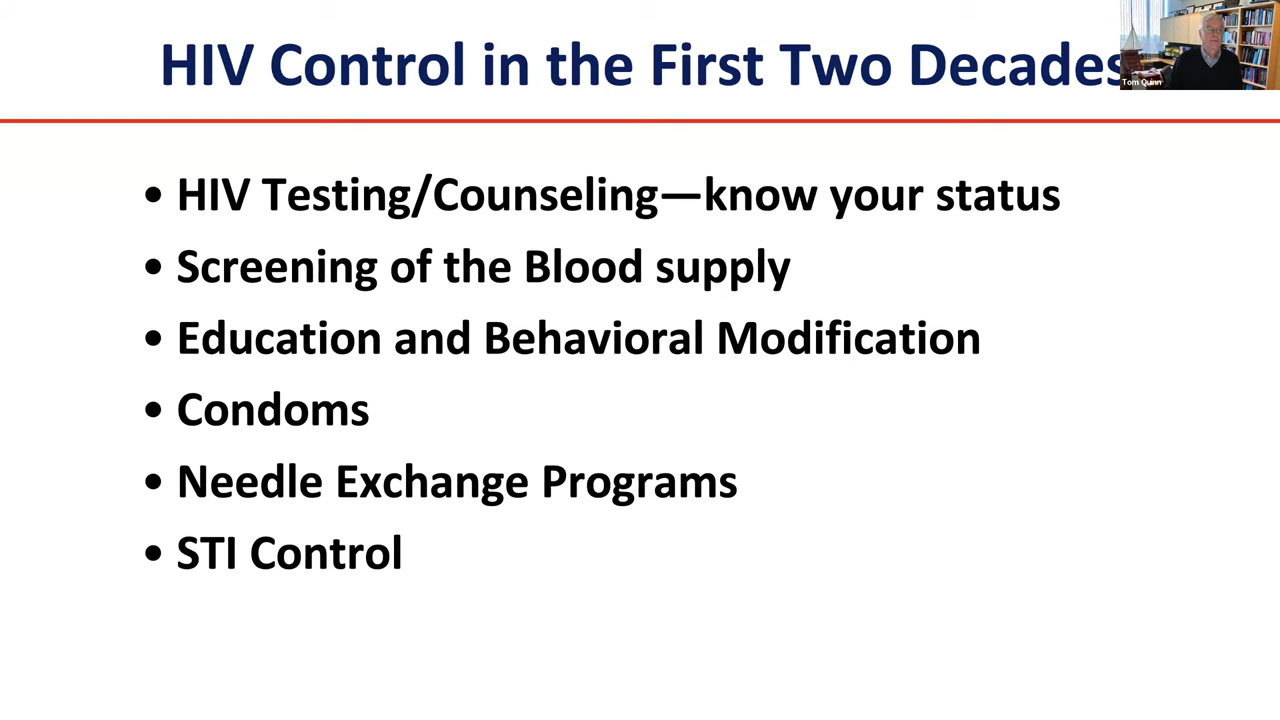 HIV Control in the First Two Decades
Tom Quinn
• HIV Testing/Counseling—know your status
• Screening of the Blood supply
• Education and Behavioral Modification
• Condoms
• Needle Exchange Programs
• STI Control